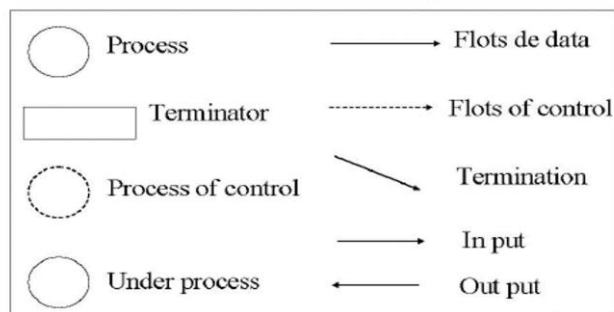 Process
Flots de data
Terminator
Flots of control
Process of control
Termination
In put
Under process
Out put